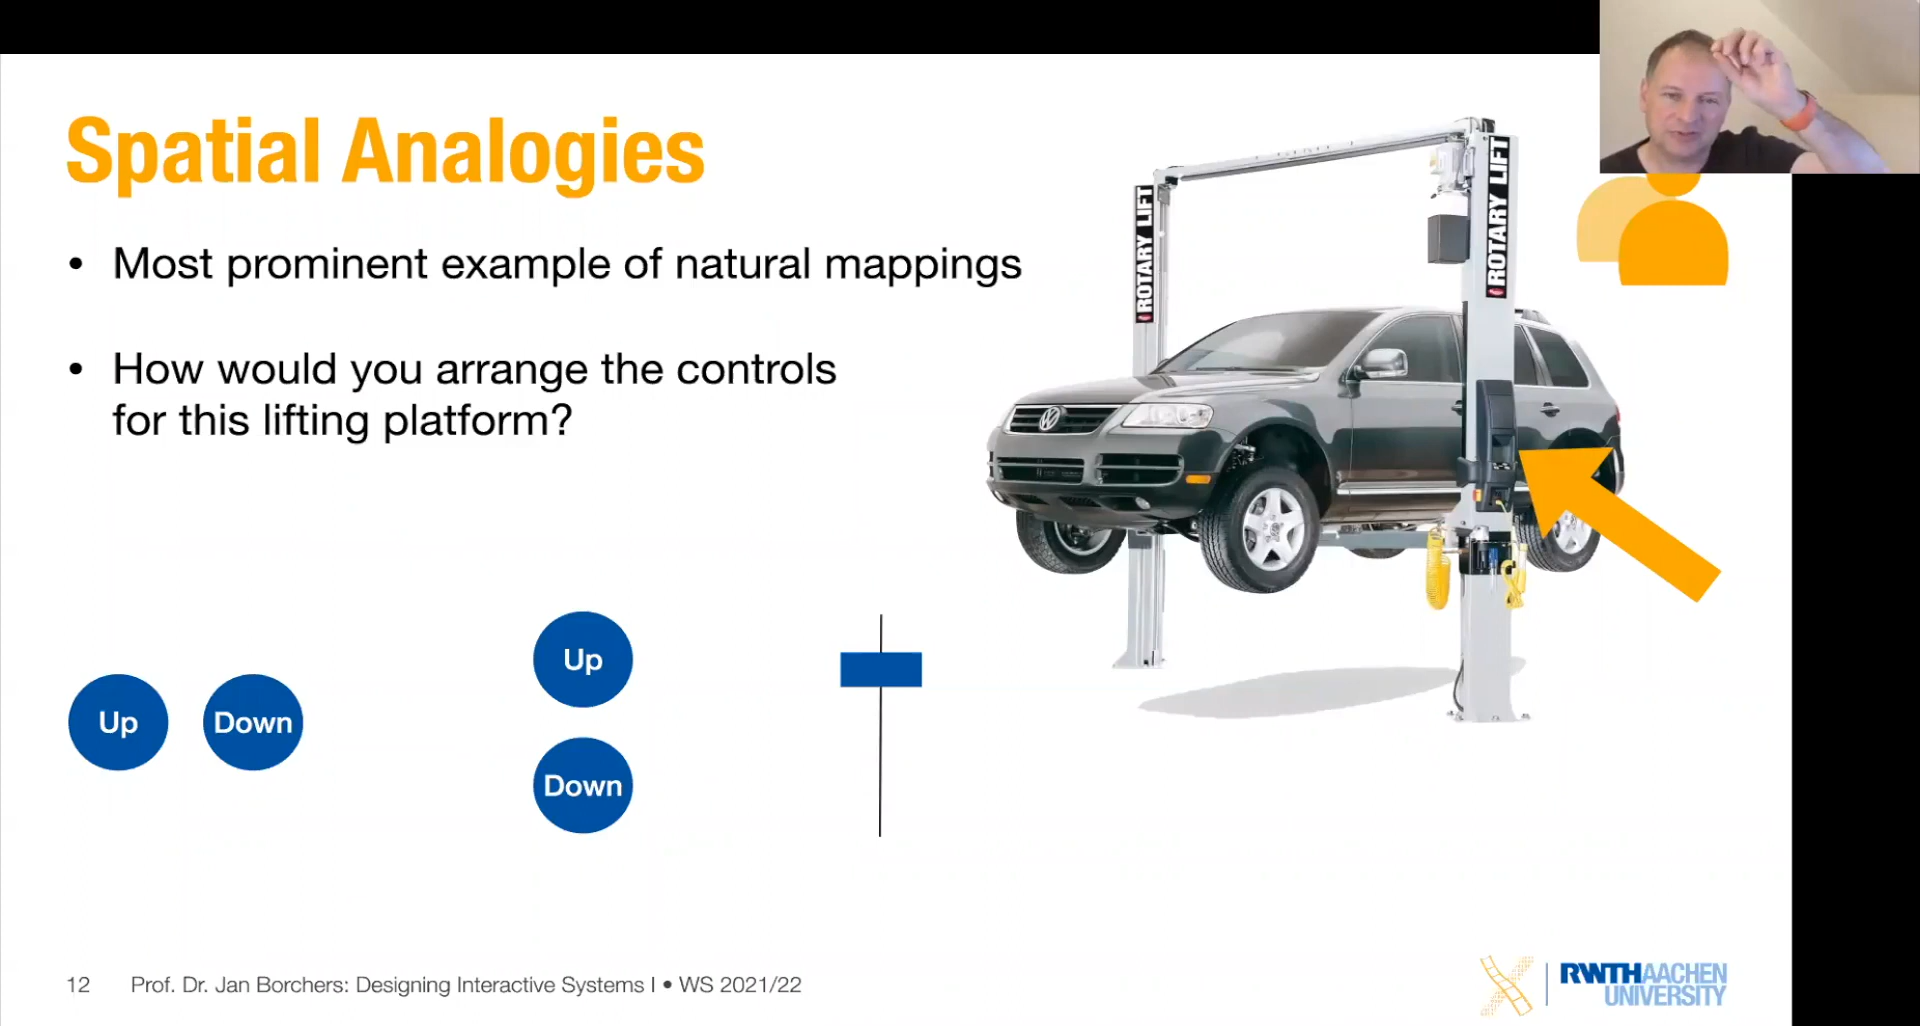 Spatial Analogies
• Most prominent example of natural mappings
• How would you arrange the controls
for this lifting platform?
ROTARY LIFT
ROTARY LIFT
Up
Down
Up
Down
12 Prof. Dr. Jan Borchers: Designing Interactive Systems I • WS 2021/22
RWTHAACHEN
UNIVERSITY